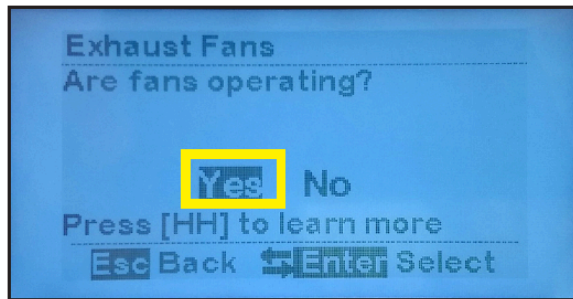 Exhaust Fans
Are fans operating?
Yes No
Press [HH] to learn more
Esc Back Enter Select